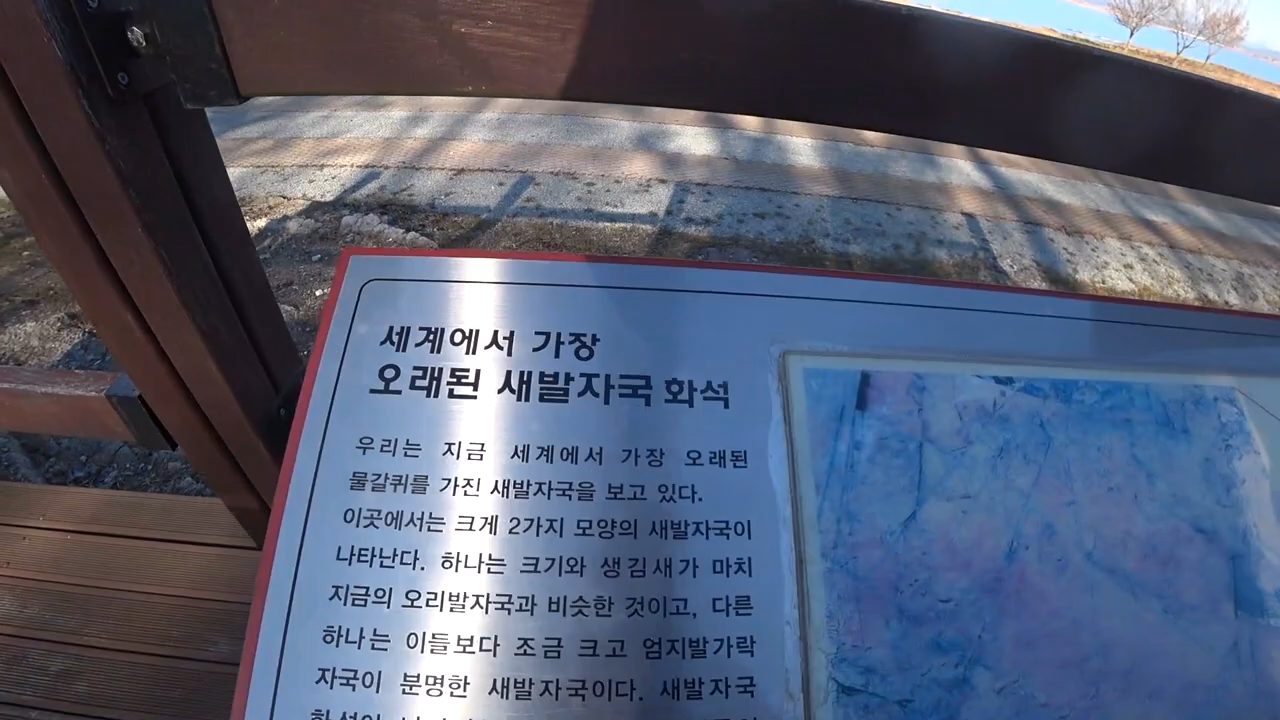 세계에서 가장
오래된 새발자국 화석
우리는 지금 세계에서 가장 오래된
물갈퀴를 가진 새발자국을 보고 있다.
이곳에서는 크게 2가지 모양의 새발자국이
나타난다. 하나는 크기와 생김새가 마치
지금의 오리발자국과 비슷한 것이고, 다른
하나는 이들보다 조금 크고 엄지발가락
자국이 분명한 새발자국이다. 새발자국